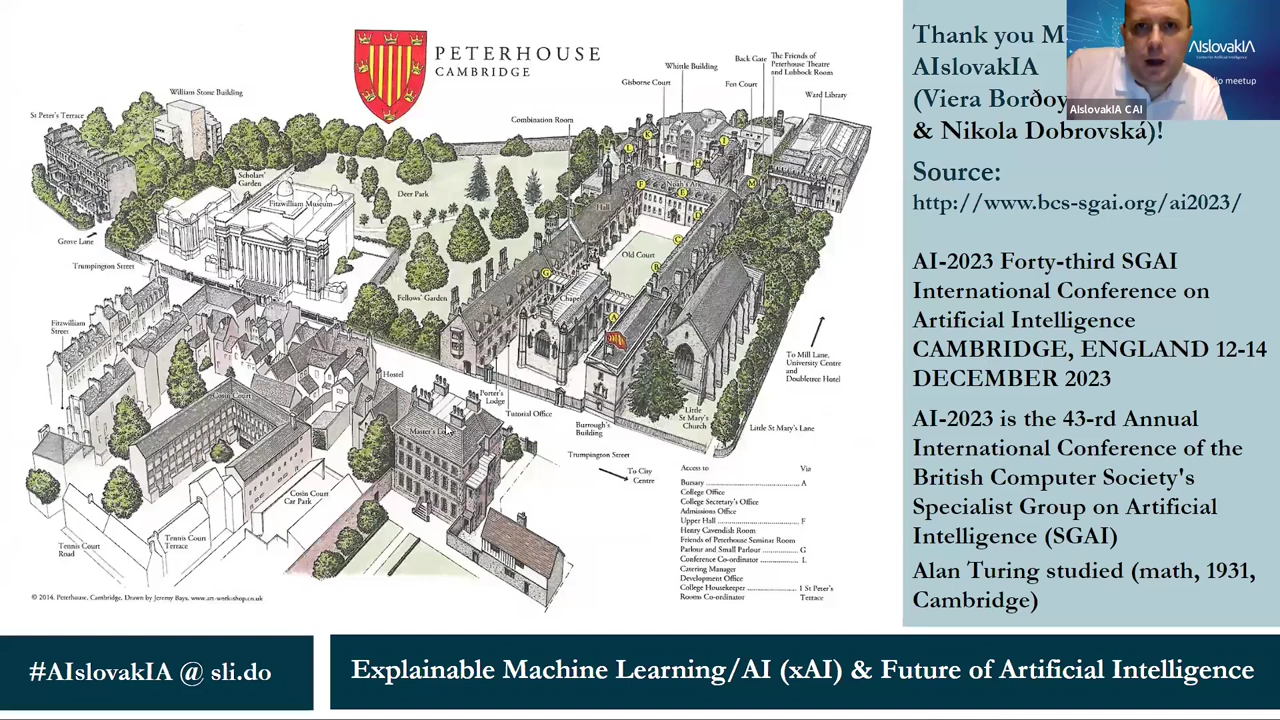 PETERHOUSE
CAMBRIDGE
The Friends of
Peterhouse Theatre
and Lubbock Room
Back Gate
Whittle Building
Fen Court
Gisborne Court
Ward Library
William Stone Building
St Peter's Terrace
Combination Room
Scholars'
Garden
Deer Park
Fitzwilliam Museum
Hall
Noah's Ark
K
L
I
H
F
E
M
D
C
B
G
A
Old Court
Grove Lane
Trumpington Street
Fellows' Garden
Chapel
Fitzwilliam
Street
To Mill Lane,
University Centre
and
Doubletree Hotel
Hostel
Porter's
Lodge
Tutorial Office
Cosin Court
Master's Lodge
Burrough's
Building
Little
St Mary's
Church
Little St Mary's Lane
Trumpington Street
To City
Centre
Cosin Court
Car Park
Tennis Court
Road
Tennis Court
Terrace
Access to Via
Bursary A
College Office
College Secretary's Office
Admissions Office
Upper Hall F
Henry Cavendish Room
Friends of Peterhouse Seminar Room
Parlour and Small Parlour G
Conference Co-ordinator L
Catering Manager
Development Office
College Housekeeper 1 St Peter's
Rooms Co-ordinator Terrace
© 2014. Peterhouse, Cambridge. Drawn by Jeremy Bays. www.art-work-shop.co.uk
Thank you
AIslovakIA
(Viera
& Nikola Dobrovská)!
Source:
http://www.bcs-sgai.org/ai2023/
AI-2023 Forty-third SGAI
International Conference on
Artificial Intelligence
CAMBRIDGE, ENGLAND 12-14
DECEMBER 2023
AI-2023 is the 43-rd Annual
International Conference of the
British Computer Society's
Specialist Group on Artificial
Intelligence (SGAI)
Alan Turing studied (math, 1931,
Cambridge)
AIslovakIA
meetup
AIslovakIA CAI
#AIslovakIA @ sli.do
Explainable Machine Learning/AI (xAI) & Future of Artificial Intelligence